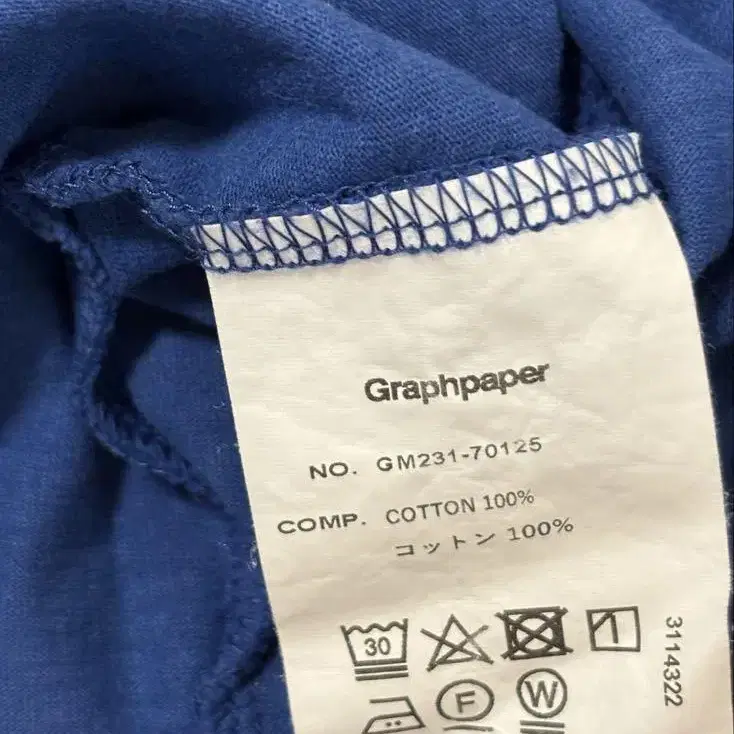 Graphpaper
NO. GM231-70125
COMP. COTTON 100%
コットン 100%
30
3114322
F
W